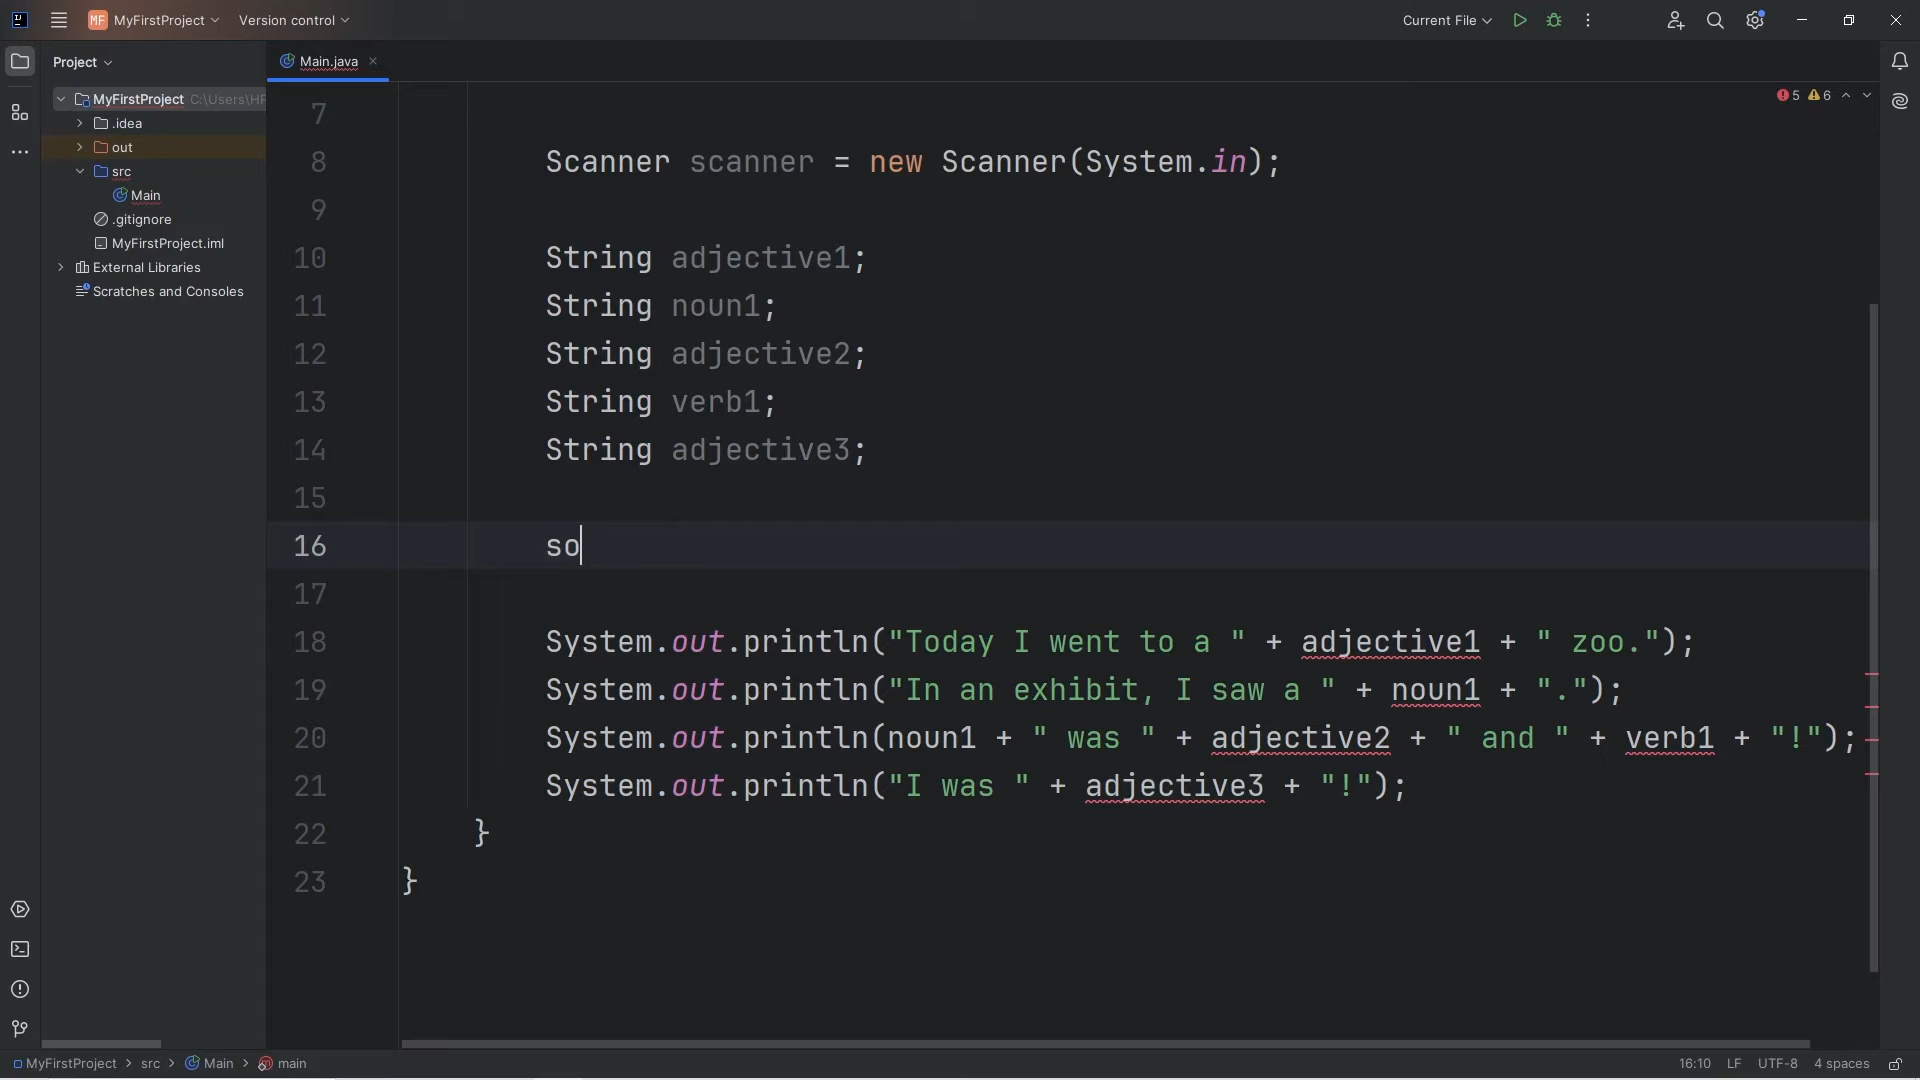 MF MyFirstProject Version control Current File
Project Main.java
MyFirstProject C:\Users\HP
.idea
out
src
Main
.gitignore
MyFirstProject.iml
External Libraries
Scratches and Consoles
5 6
7
8 Scanner scanner = new Scanner(System.in);
9
10 String adjective1;
11 String noun1;
12 String adjective2;
13 String verb1;
14 String adjective3;
15
16 so
17
18 System.out.println("Today I went to a " + adjective1 + " zoo.");
19 System.out.println("In an exhibit, I saw a " + noun1 + ".");
20 System.out.println(noun1 + " was " + adjective2 + " and " + verb1 + "!");
21 System.out.println("I was " + adjective3 + "!");
22 }
23 }
MyFirstProject > src > Main > main 16:10 LF UTF-8 4 spaces